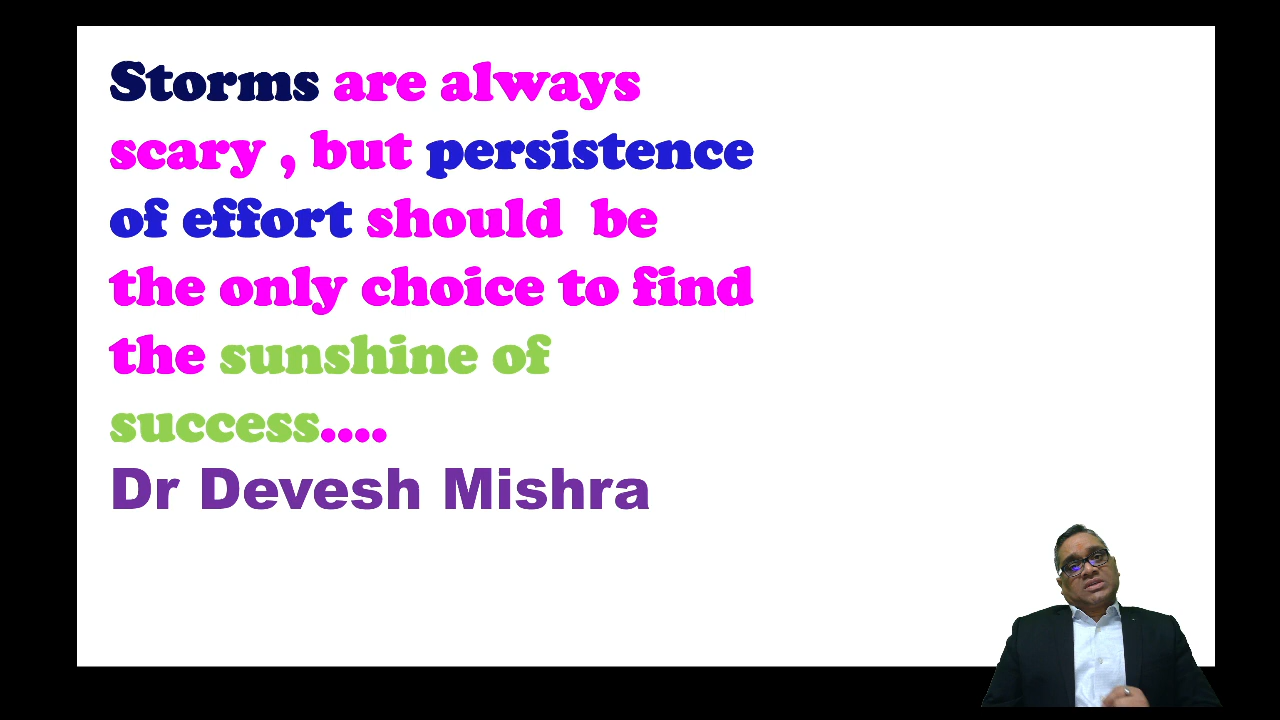 Storms are always
scary , but persistence
of effort should  be
the only choice to find
the sunshine of
success....
Dr Devesh Mishra